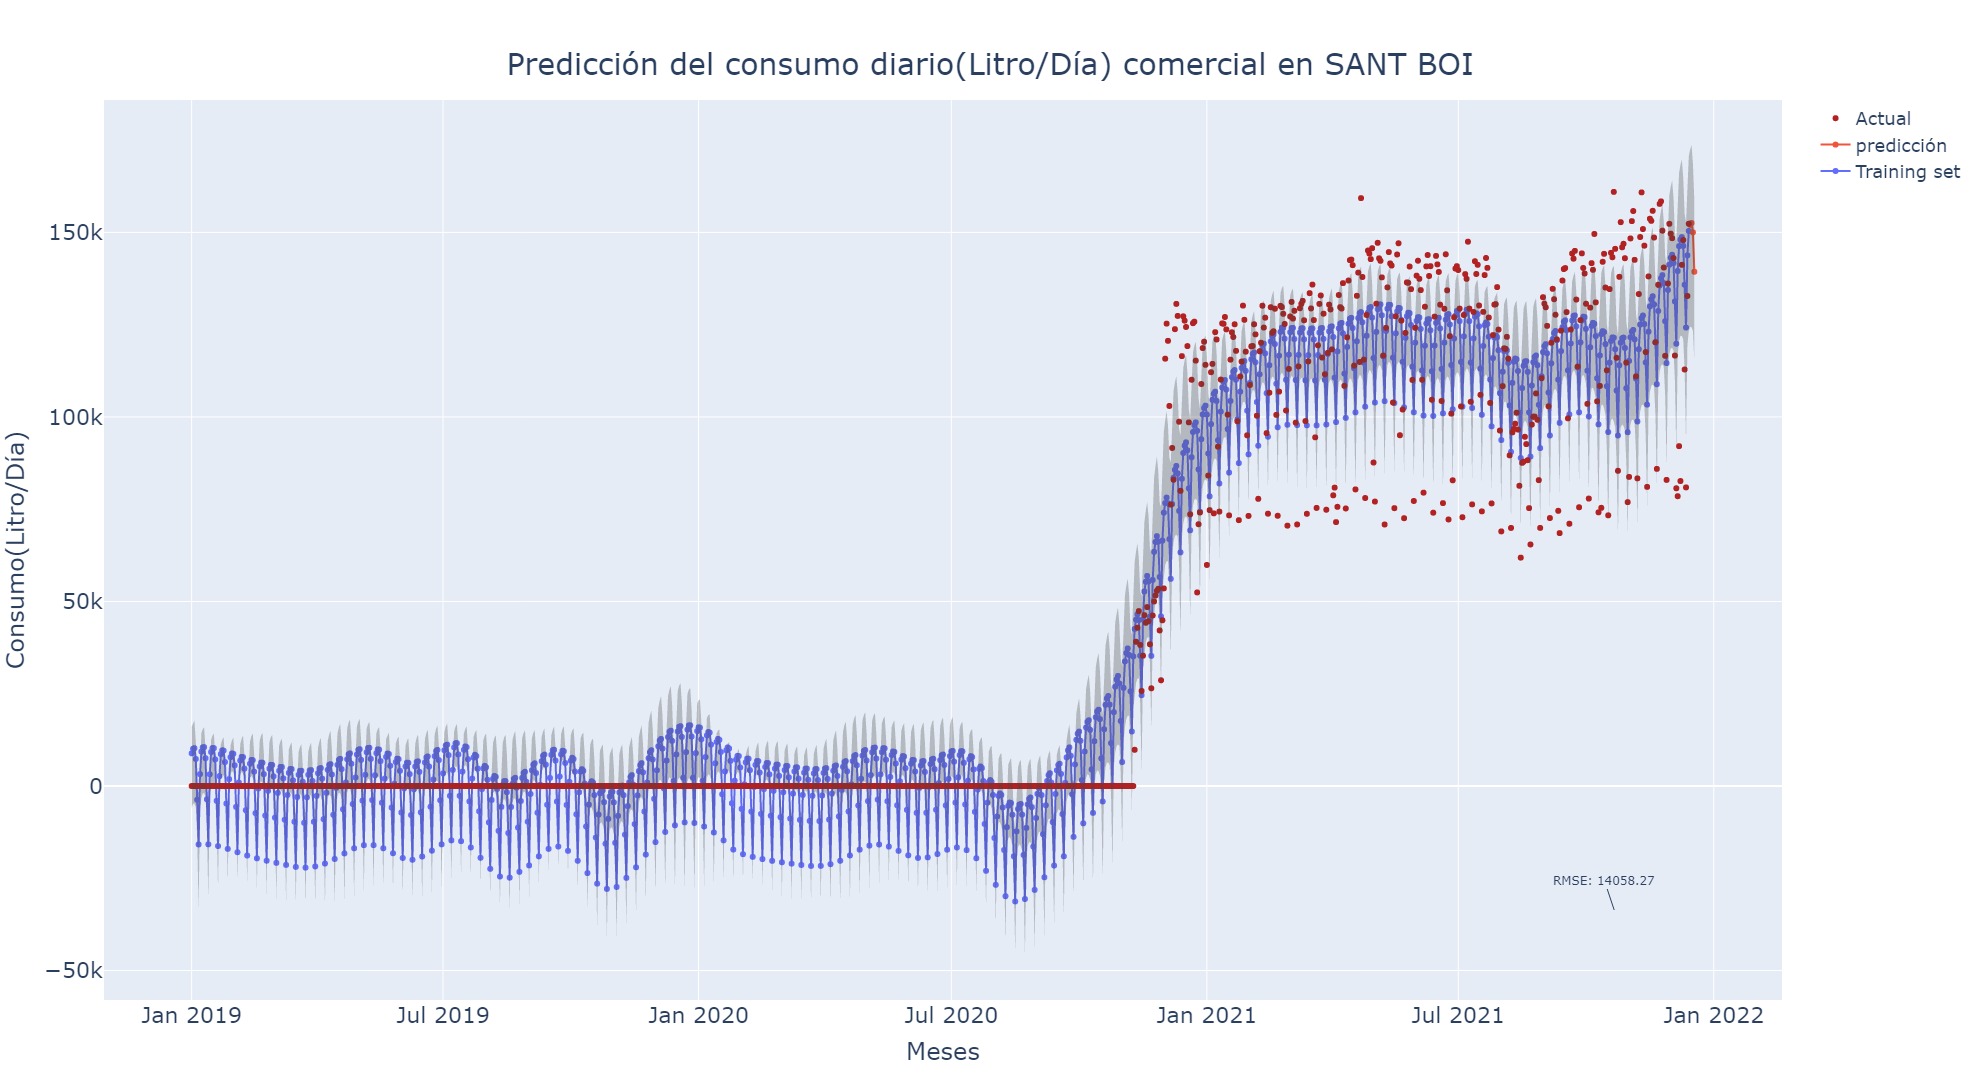 Predicción del consumo diario(Litro/Día) comercial en SANT BOI
Actual
predicción
Training set
150k
100k
50k
0
−50k
Consumo(Litro/Día)
RMSE: 14058.27
Jan 2019
Jul 2019
Jan 2020
Jul 2020
Jan 2021
Jul 2021
Jan 2022
Meses